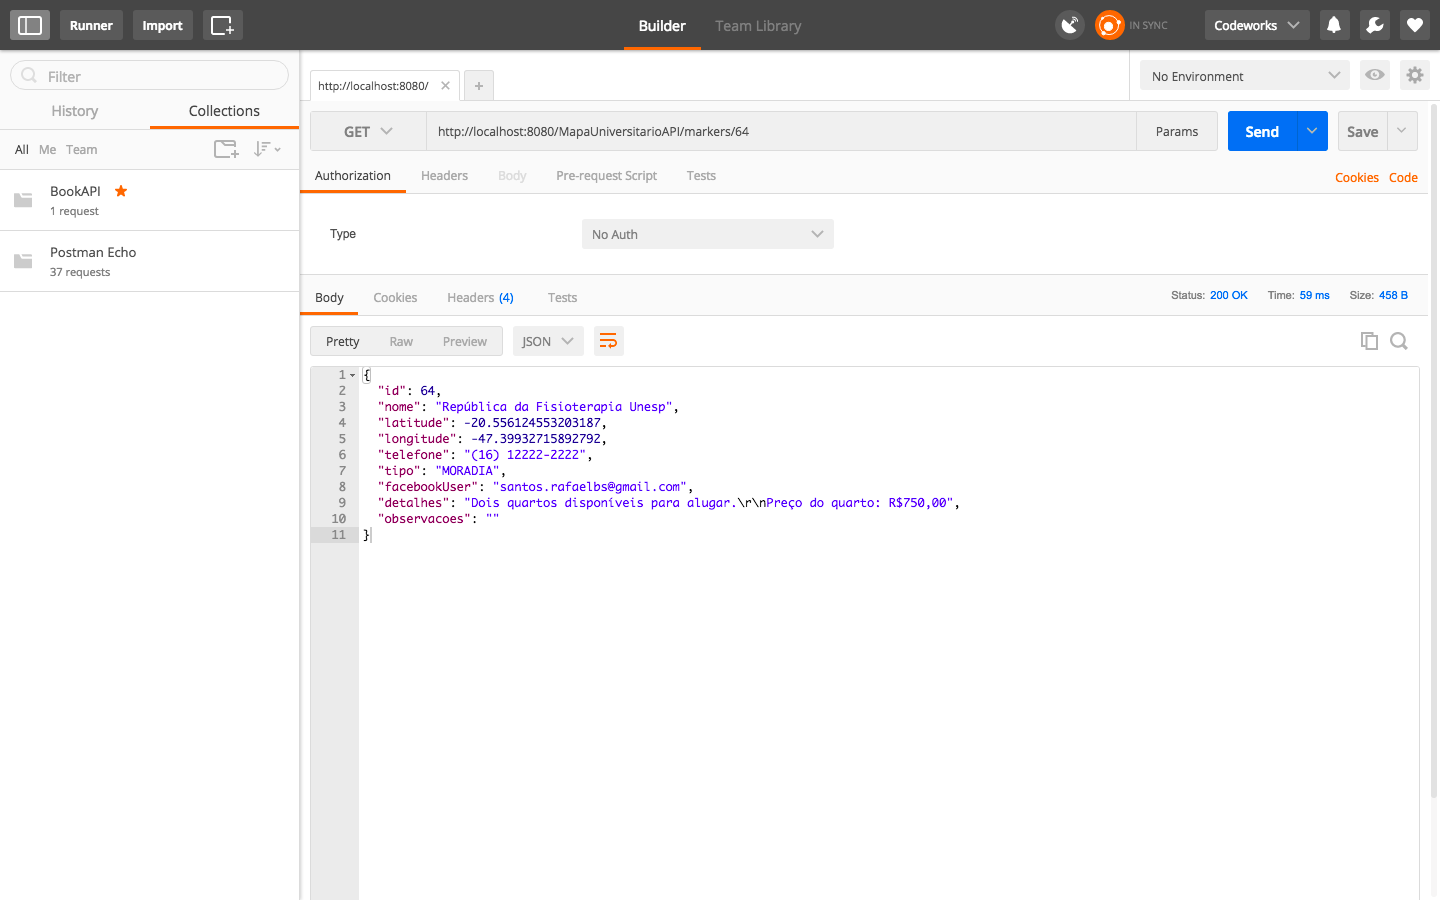 Runner Import Builder Team Library IN SYNC Codeworks
Filter
History Collections
All Me Team
BookAPI
1 request
Postman Echo
37 requests
http://localhost:8080/ No Environment
GET http://localhost:8080/MapaUniversitarioAPI/markers/64 Params Send Save
Authorization Headers Body Pre-request Script Tests Cookies Code
Type No Auth
Body Cookies Headers (4) Tests Status: 200 OK Time: 59 ms Size: 458 B
Pretty Raw Preview JSON
1 {
2 "id": 64,
3 "nome": "República da Fisioterapia Unesp",
4 "latitude": -20.556124553203187,
5 "longitude": -47.39932715892792,
6 "telefone": "(16) 12222-2222",
7 "tipo": "MORADIA",
8 "facebookUser": "santos.rafaelbs@gmail.com",
9 "detalhes": "Dois quartos disponíveis para alugar.\r\nPreço do quarto: R$750,00",
10 "observacoes": ""
11 }